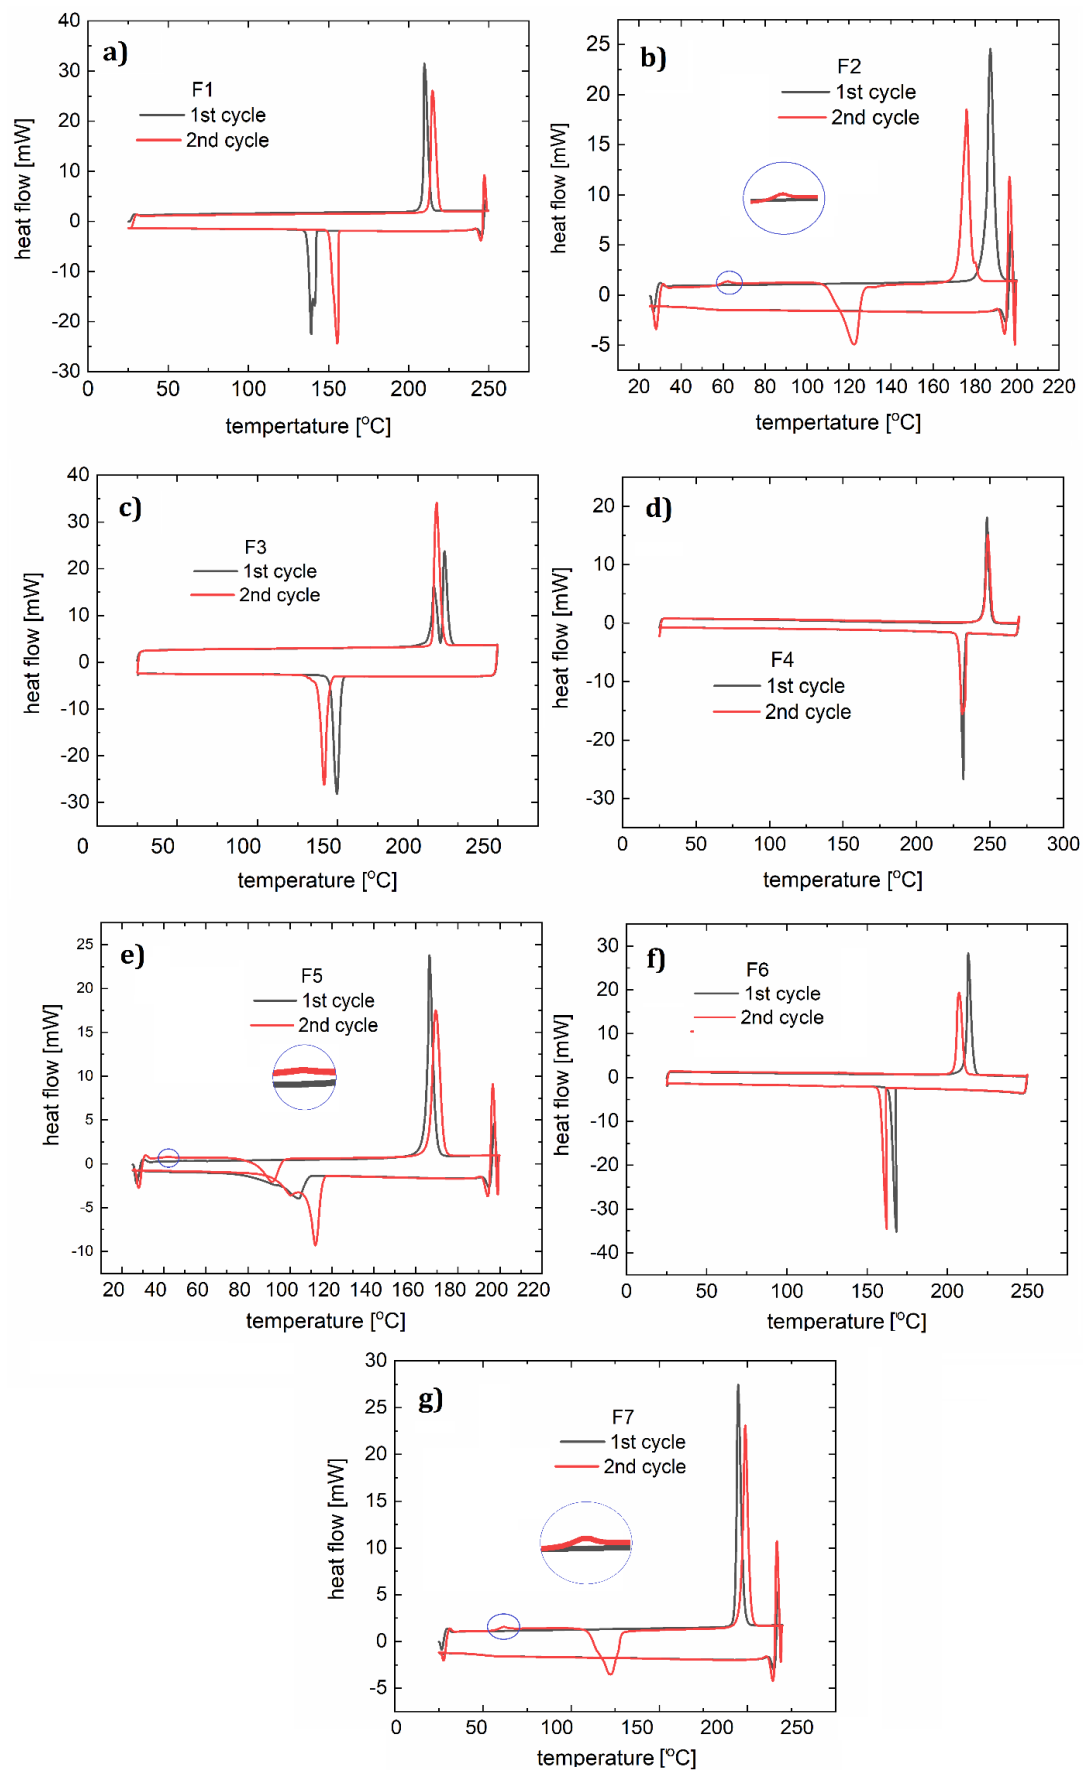 a)
F1
1st cycle
2nd cycle
heat flow [mW]
40
30
20
10
0
-10
-20
-30
0 50 100 150 200 250
tempertature [°C]
b)
F2
1st cycle
2nd cycle
heat flow [mW]
25
20
15
10
5
0
-5
20 40 60 80 100 120 140 160 180 200 220
tempertature [°C]
c)
F3
1st cycle
2nd cycle
heat flow [mW]
40
30
20
10
0
-10
-20
-30
0 50 100 150 200 250
temperature [°C]
d)
F4
1st cycle
2nd cycle
heat flow [mW]
20
10
0
-10
-20
-30
0 50 100 150 200 250 300
temperature [°C]
e)
F5
1st cycle
2nd cycle
heat flow [mW]
25
20
15
10
5
0
-5
-10
20 40 60 80 100 120 140 160 180 200 220
temperature [°C]
f)
F6
1st cycle
2nd cycle
heat flow [mW]
30
20
10
0
-10
-20
-30
-40
0 50 100 150 200 250
temperature [°C]
g)
F7
1st cycle
2nd cycle
heat flow [mW]
30
25
20
15
10
5
0
-5
0 50 100 150 200 250
temperature [°C]